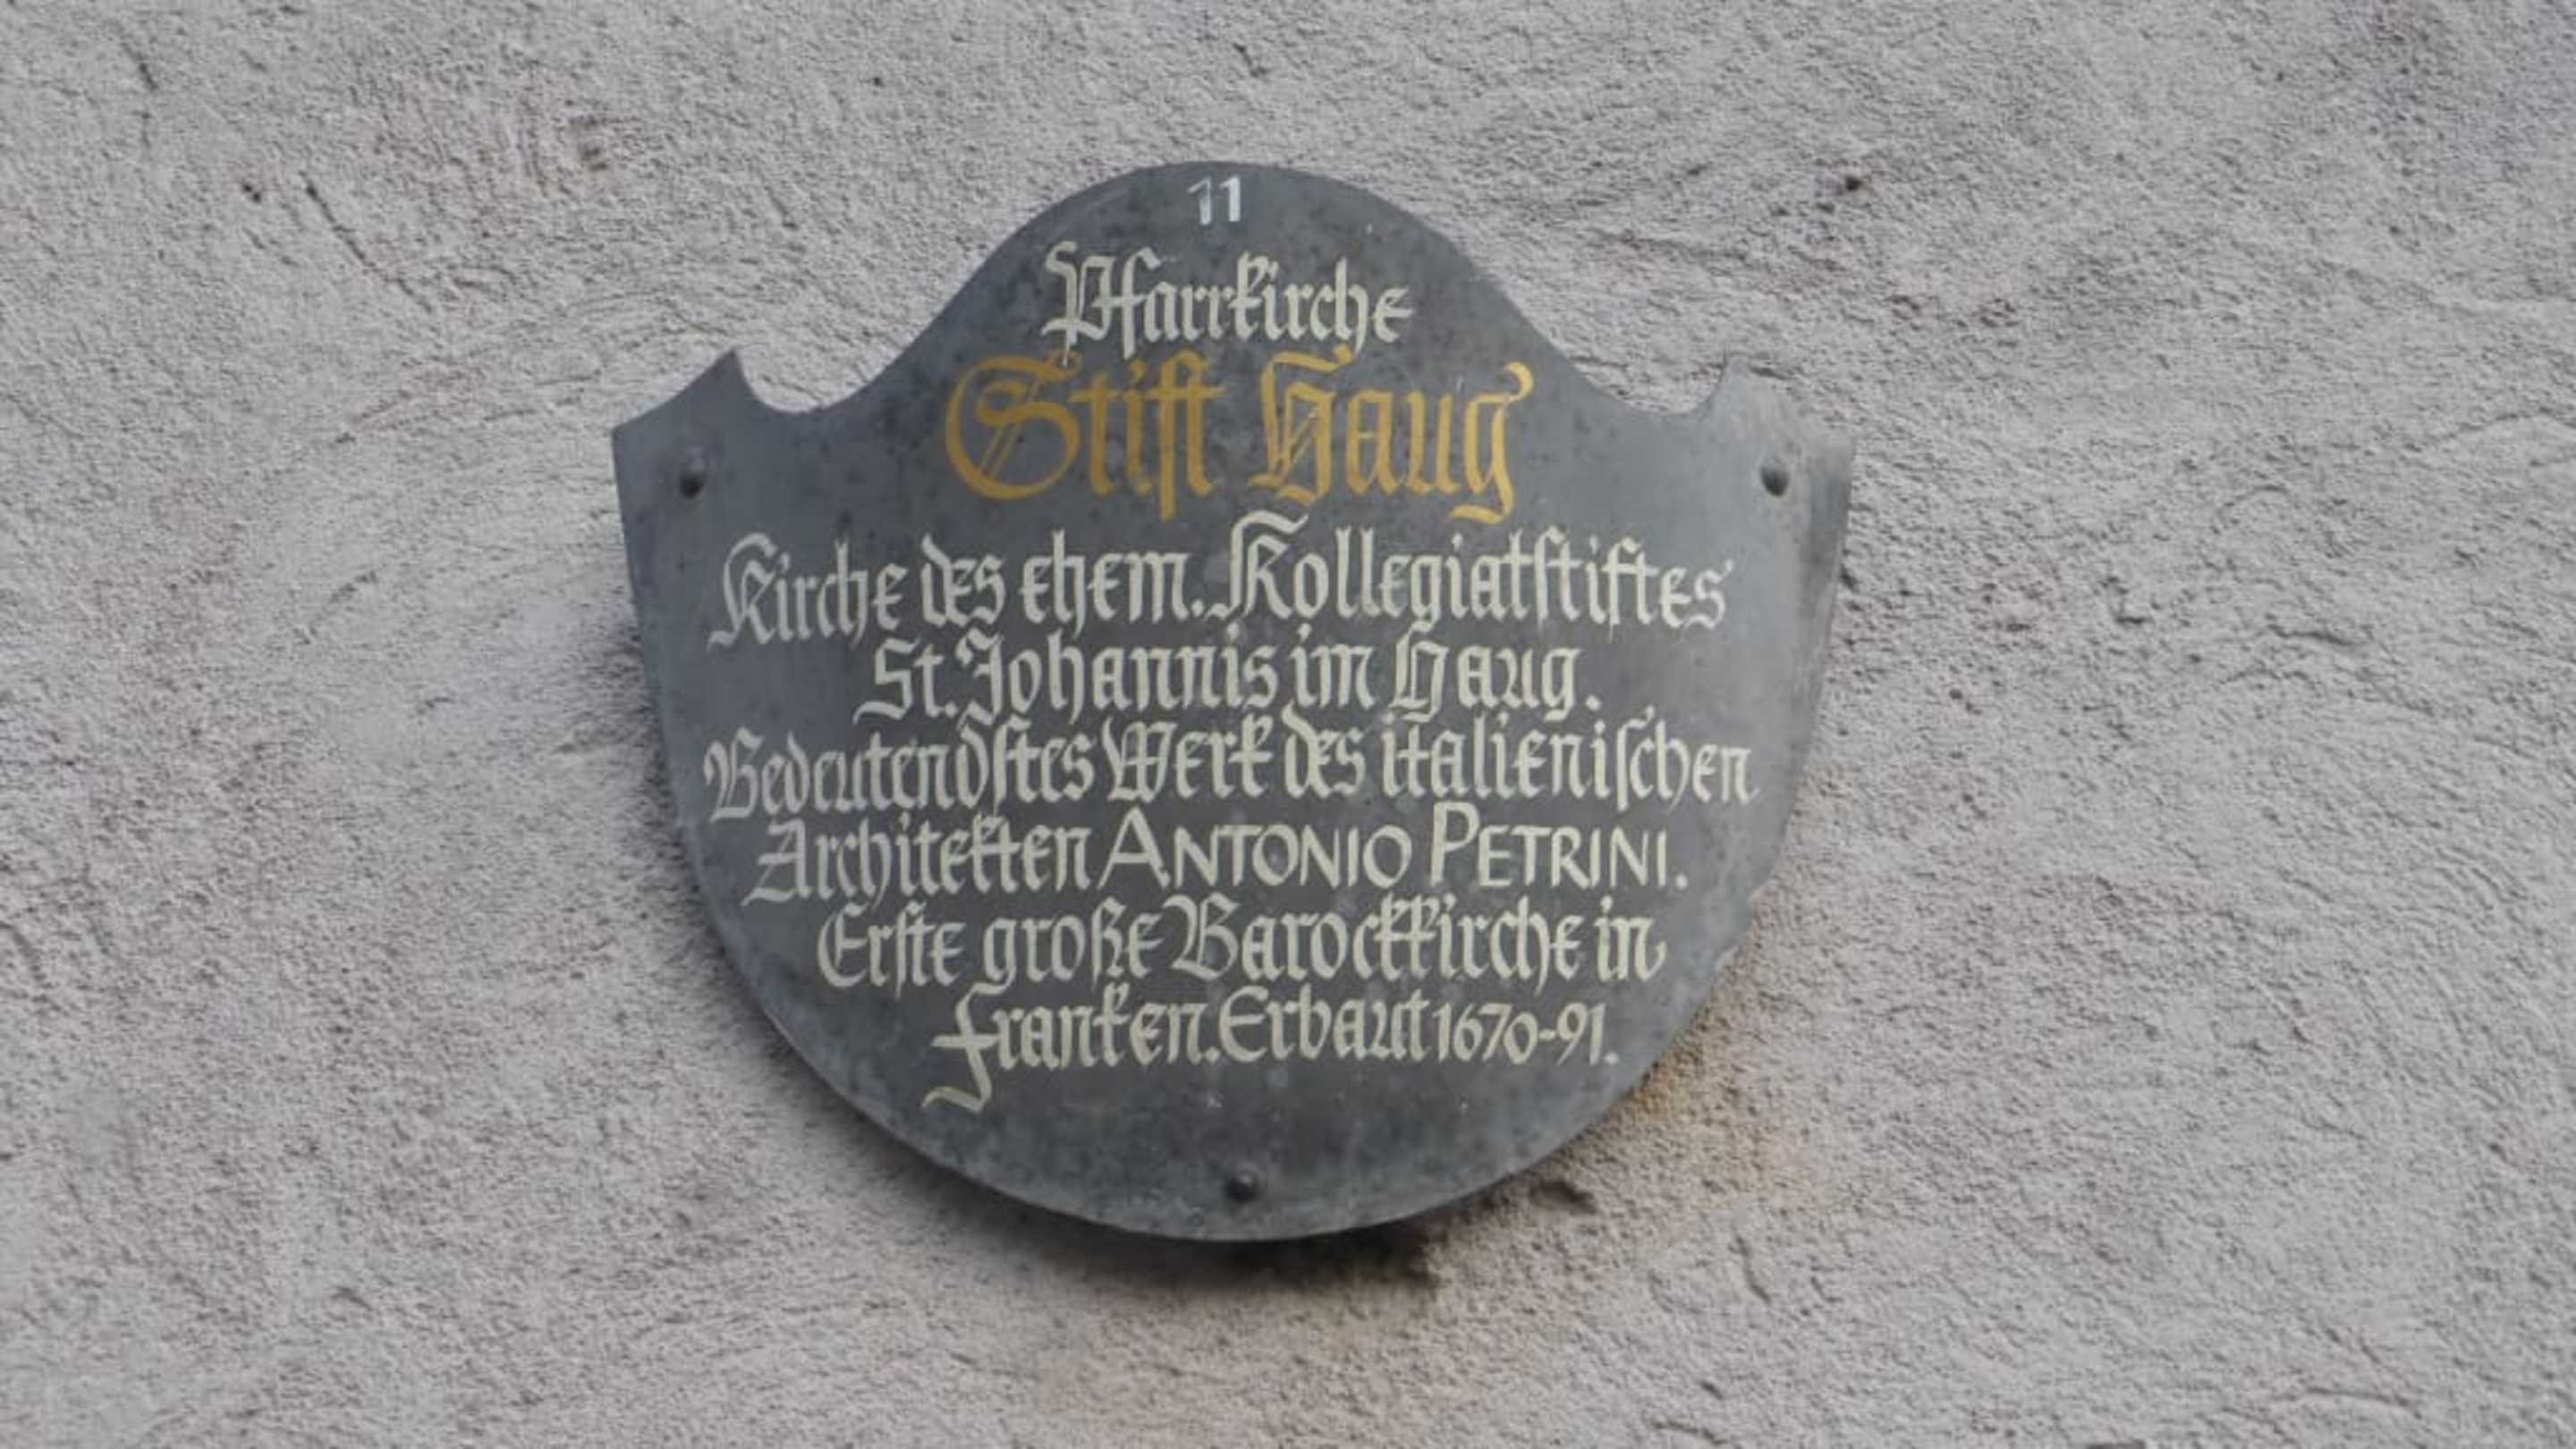 11
Pfarrkirche
Stift Haug
Kirche des ehem. Kollegiatstiftes
St. Johannis im Haug.
Bedeutendstes Werk des italienischen
Architekten ANTONIO PETRINI.
Erste große Barockkirche in
Franken. Erbaut 1670-91.